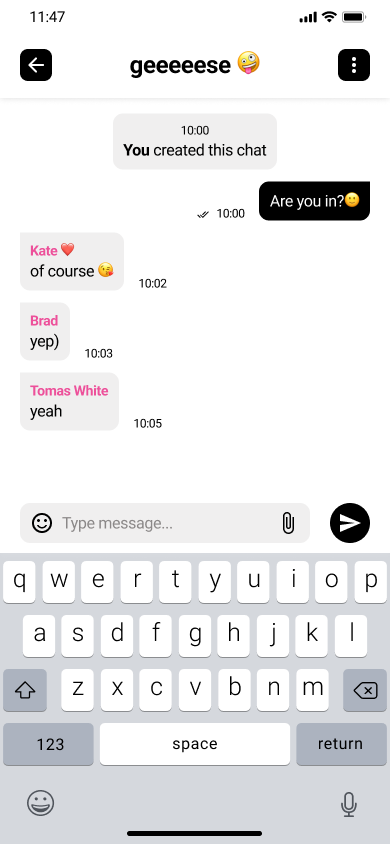 11:47
geeeeese 🤪
10:00
You created this chat
Are you in?🙂
10:00
Kate ❤️
of course 😘
10:02
Brad
yep)
10:03
Tomas White
yeah
10:05
Type message...
q w e r t y u i o p
a s d f g h j k l
z x c v b n m
123 space return